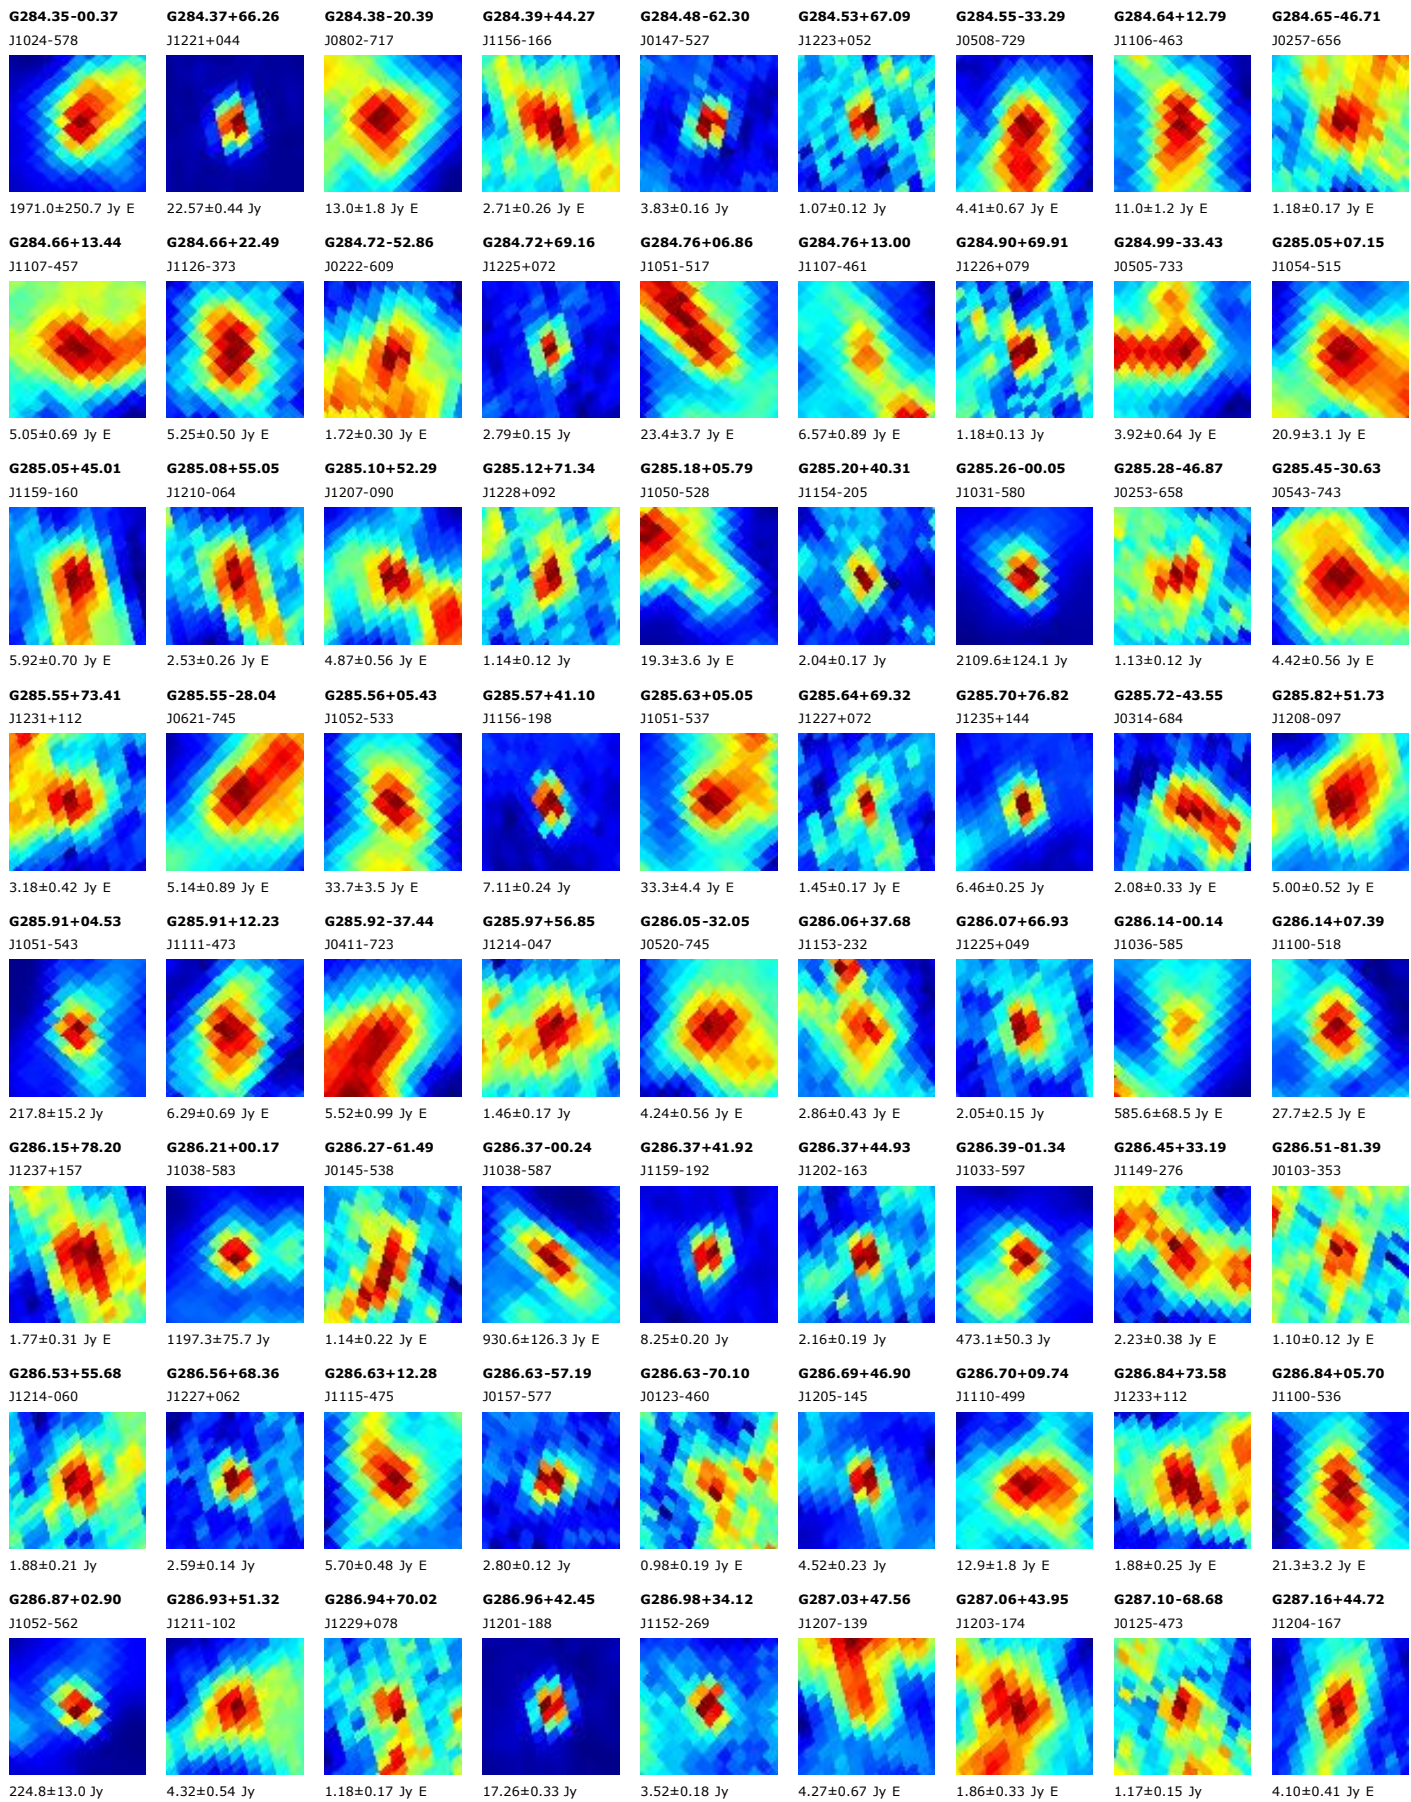 G284.35-00.37 G284.37+66.26 G284.38-20.39 G284.39+44.27 G284.48-62.30 G284.53+67.09 G284.55-33.29 G284.64+12.79 G284.65-46.71
J1024-578 J1221+044 J0802-717 J1156-166 J0147-527 J1223+052 J0508-729 J1106-463 J0257-656
1971.0±250.7 Jy E 22.57±0.44 Jy 13.0±1.8 Jy E 2.71±0.26 Jy E 3.83±0.16 Jy 1.07±0.12 Jy 4.41±0.67 Jy E 11.0±1.2 Jy E 1.18±0.17 Jy E
G284.66+13.44 G284.66+22.49 G284.72-52.86 G284.72+69.16 G284.76+06.86 G284.76+13.00 G284.90+69.91 G284.99-33.43 G285.05+07.15
J1107-457 J1126-373 J0222-609 J1225+072 J1051-517 J1107-461 J1226+079 J0505-733 J1054-515
5.05±0.69 Jy E 5.25±0.50 Jy E 1.72±0.30 Jy E 2.79±0.15 Jy 23.4±3.7 Jy E 6.57±0.89 Jy E 1.18±0.13 Jy 3.92±0.64 Jy E 20.9±3.1 Jy E
G285.05+45.01 G285.08+55.05 G285.10+52.29 G285.12+71.34 G285.18+05.79 G285.20+40.31 G285.26-00.05 G285.28-46.87 G285.45-30.63
J1159-160 J1210-064 J1207-090 J1228+092 J1050-528 J1154-205 J1031-580 J0253-658 J0543-743
5.92±0.70 Jy E 2.53±0.26 Jy E 4.87±0.56 Jy E 1.14±0.12 Jy 19.3±3.6 Jy E 2.04±0.17 Jy 2109.6±124.1 Jy 1.13±0.12 Jy 4.42±0.56 Jy E
G285.55+73.41 G285.55-28.04 G285.56+05.43 G285.57+41.10 G285.63+05.05 G285.64+69.32 G285.70+76.82 G285.72-43.55 G285.82+51.73
J1231+112 J0621-745 J1052-533 J1156-198 J1051-537 J1227+072 J1235+144 J0314-684 J1208-097
3.18±0.42 Jy E 5.14±0.89 Jy E 33.7±3.5 Jy E 7.11±0.24 Jy 33.3±4.4 Jy E 1.45±0.17 Jy E 6.46±0.25 Jy 2.08±0.33 Jy E 5.00±0.52 Jy E
G285.91+04.53 G285.91+12.23 G285.92-37.44 G285.97+56.85 G286.05-32.05 G286.06+37.68 G286.07+66.93 G286.14-00.14 G286.14+07.39
J1051-543 J1111-473 J0411-723 J1214-047 J0520-745 J1153-232 J1225+049 J1036-585 J1100-518
217.8±15.2 Jy 6.29±0.69 Jy E 5.52±0.99 Jy E 1.46±0.17 Jy 4.24±0.56 Jy E 2.86±0.43 Jy E 2.05±0.15 Jy 585.6±68.5 Jy E 27.7±2.5 Jy E
G286.15+78.20 G286.21+00.17 G286.27-61.49 G286.37-00.24 G286.37+41.92 G286.37+44.93 G286.39-01.34 G286.45+33.19 G286.51-81.39
J1237+157 J1038-583 J0145-538 J1038-587 J1159-192 J1202-163 J1033-597 J1149-276 J0103-353
1.77±0.31 Jy E 1197.3±75.7 Jy 1.14±0.22 Jy E 930.6±126.3 Jy E 8.25±0.20 Jy 2.16±0.19 Jy 473.1±50.3 Jy 2.23±0.38 Jy E 1.10±0.12 Jy E
G286.53+55.68 G286.56+68.36 G286.63+12.28 G286.63-57.19 G286.63-70.10 G286.69+46.90 G286.70+09.74 G286.84+73.58 G286.84+05.70
J1214-060 J1227+062 J1115-475 J0157-577 J0123-460 J1205-145 J1110-499 J1233+112 J1100-536
1.88±0.21 Jy 2.59±0.14 Jy 5.70±0.48 Jy E 2.80±0.12 Jy 0.98±0.19 Jy E 4.52±0.23 Jy 12.9±1.8 Jy E 1.88±0.25 Jy E 21.3±3.2 Jy E
G286.87+02.90 G286.93+51.32 G286.94+70.02 G286.96+42.45 G286.98+34.12 G287.03+47.56 G287.06+43.95 G287.10-68.68 G287.16+44.72
J1052-562 J1211-102 J1229+078 J1201-188 J1152-269 J1207-139 J1203-174 J0125-473 J1204-167
224.8±13.0 Jy 4.32±0.54 Jy 1.18±0.17 Jy E 17.26±0.33 Jy 3.52±0.18 Jy 4.27±0.67 Jy E 1.86±0.33 Jy E 1.17±0.15 Jy 4.10±0.41 Jy E